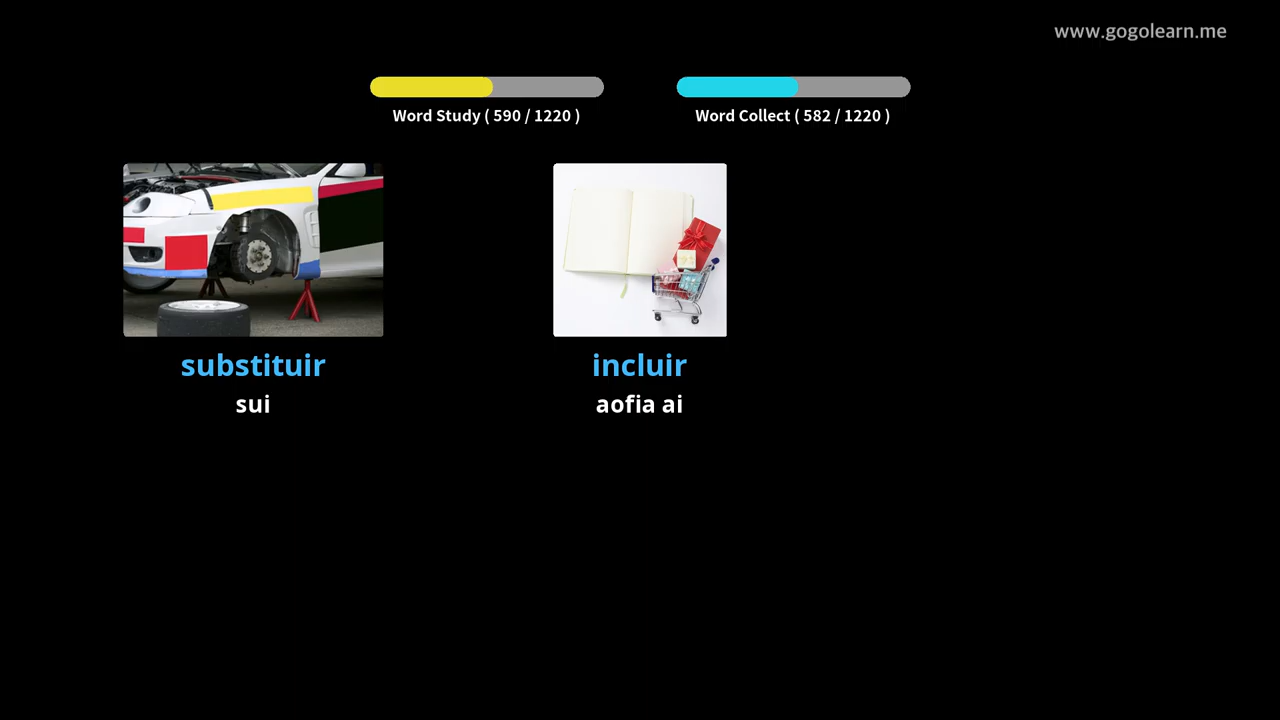 www.gogolearn.me
Word Study ( 590 / 1220 )
Word Collect ( 582 / 1220 )
substituir
sui
incluir
aofia ai